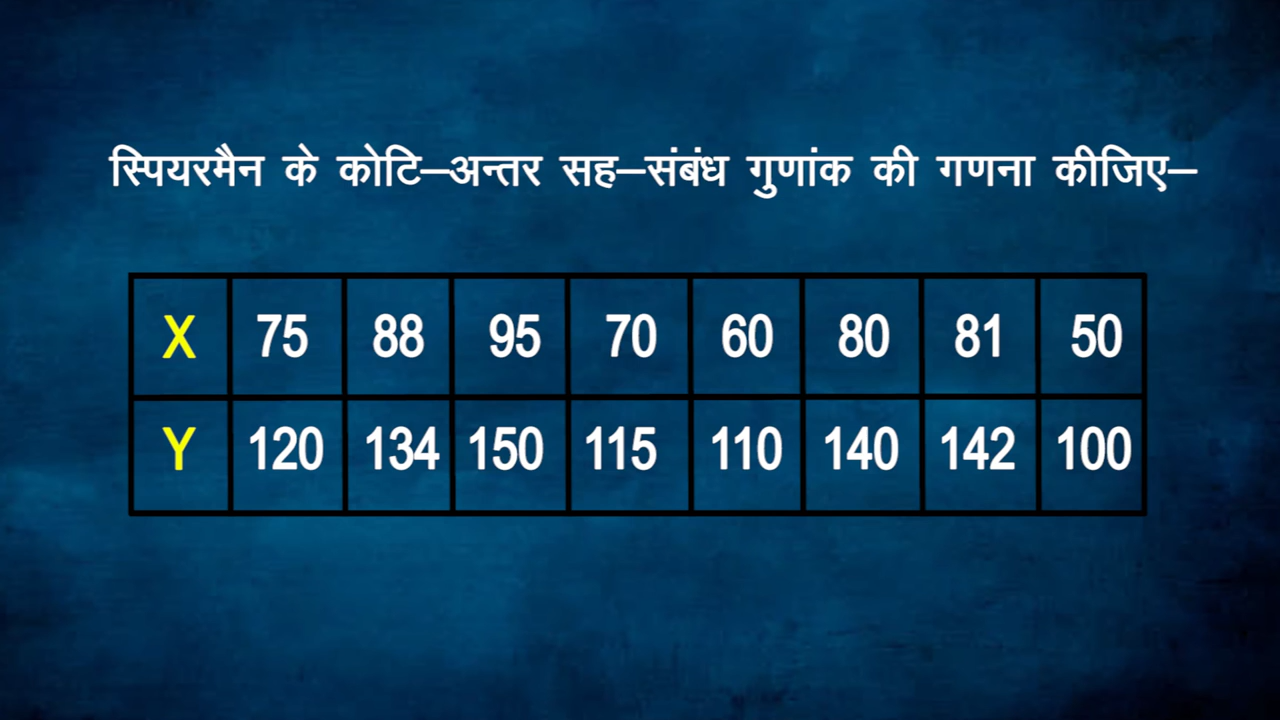 स्पियरमैन के कोटि–अन्तर सह–संबंध गुणांक की गणना कीजिए–
X 75 88 95 70 60 80 81 50
Y 120 134 150 115 110 140 142 100